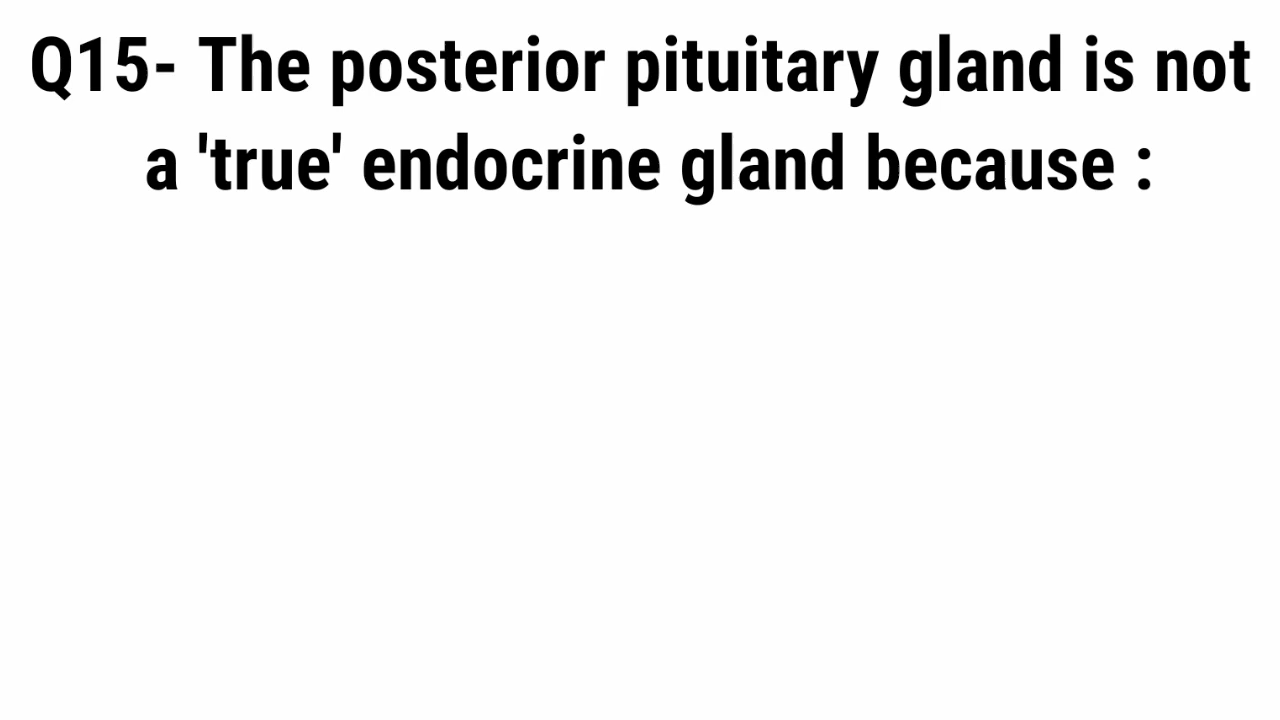 Q15- The posterior pituitary gland is not
a 'true' endocrine gland because :